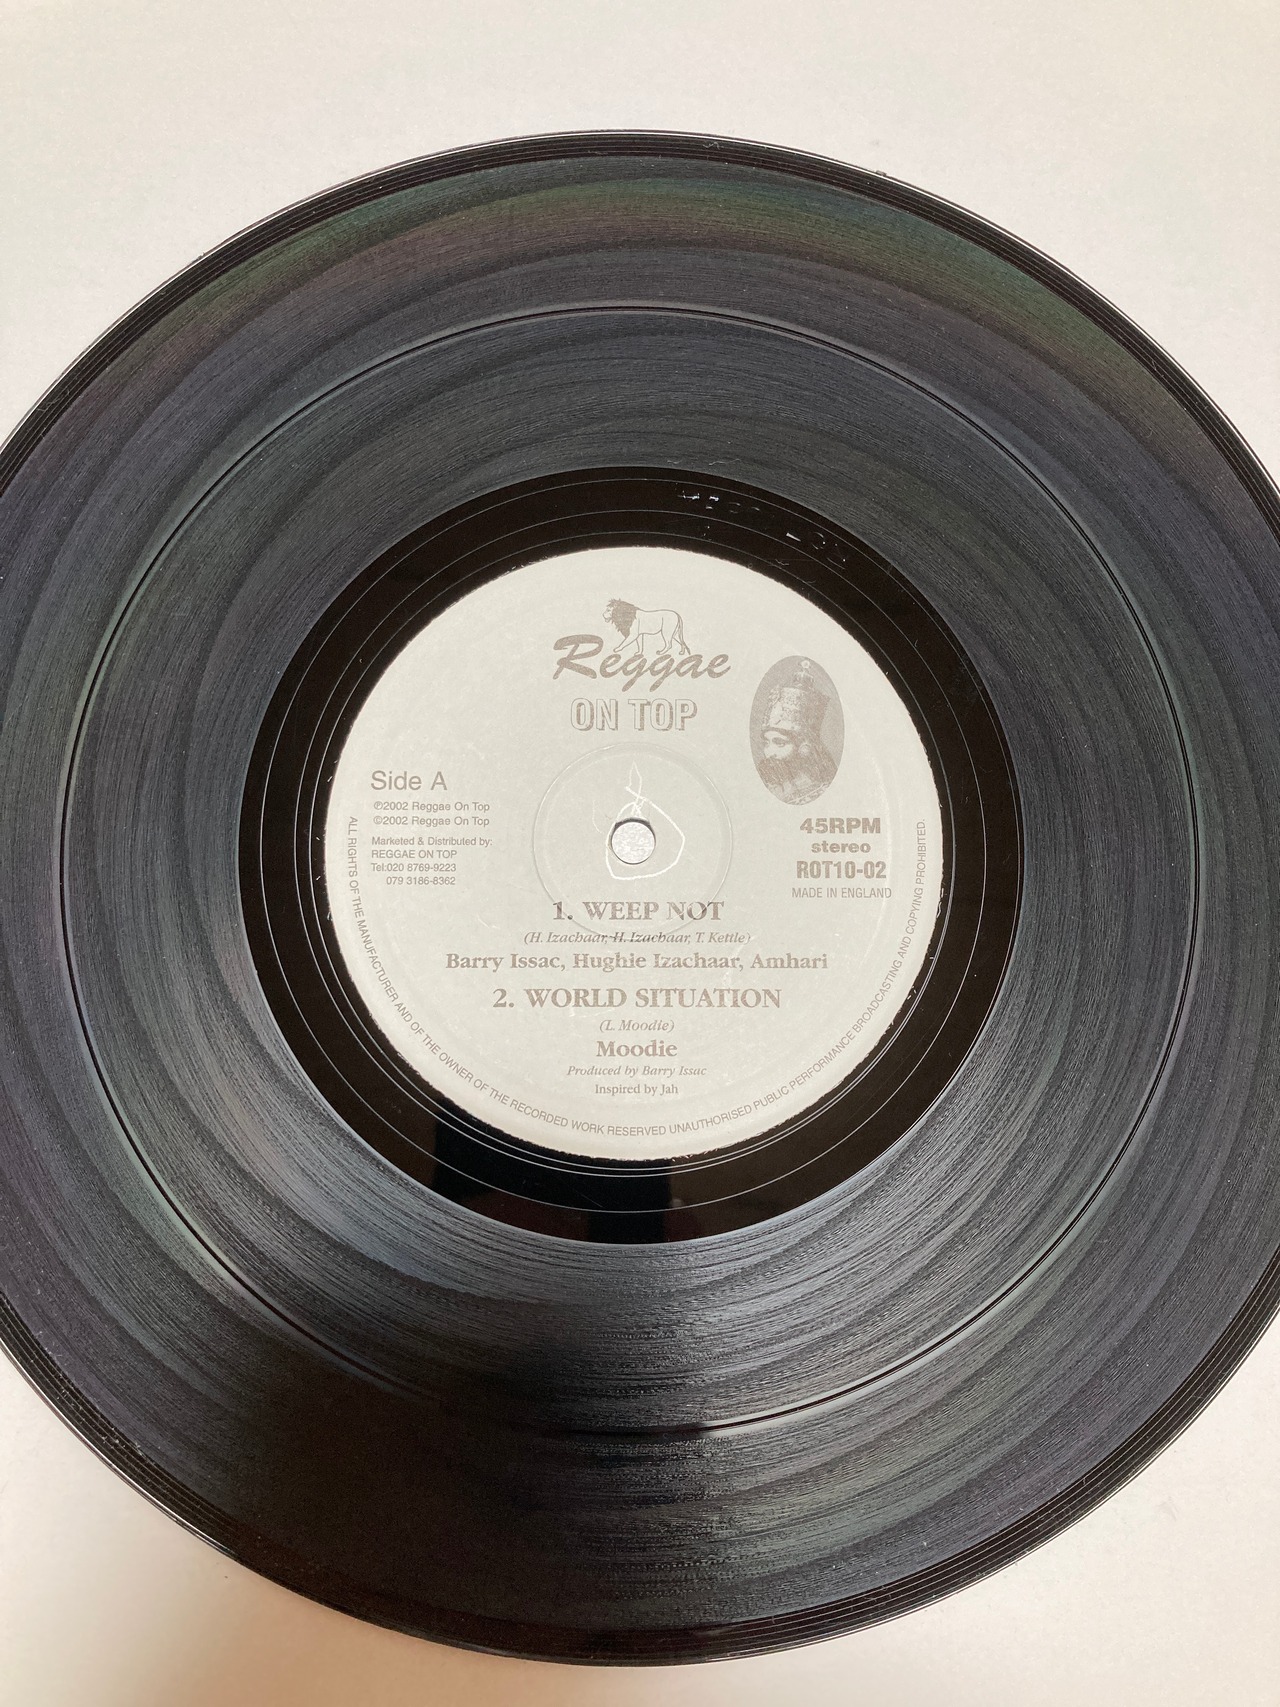 Reggae
ON TOP
Side A
℗2002 Reggae On Top
©2002 Reggae On Top
Marketed & Distributed by:
REGGAE ON TOP
Tel:020 8769-9223
079 3186-8362
45RPM
stereo
ROT10-02
MADE IN ENGLAND
1. WEEP NOT
(H. Izachaar, H. Izachaar, T. Kettle)
Barry Issac, Hughie Izachaar, Amhari
2. WORLD SITUATION
(L. Moodie)
Moodie
Produced by Barry Issac
Inspired by Jah
ALL RIGHTS OF THE MANUFACTURER AND OF THE OWNER OF THE RECORDED WORK RESERVED UNAUTHORISED PUBLIC PERFORMANCE BROADCASTING AND COPYING PROHIBITED.